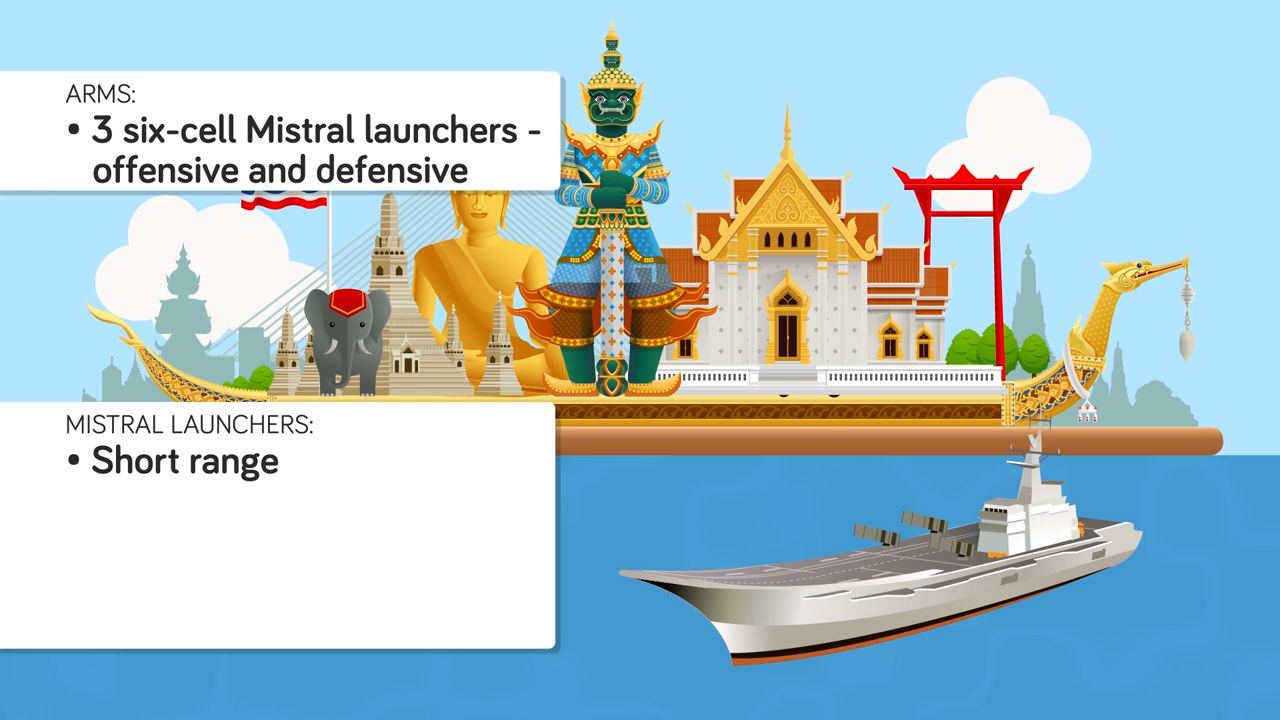 ARMS:
• 3 six-cell Mistral launchers -
offensive and defensive
MISTRAL LAUNCHERS:
• Short range